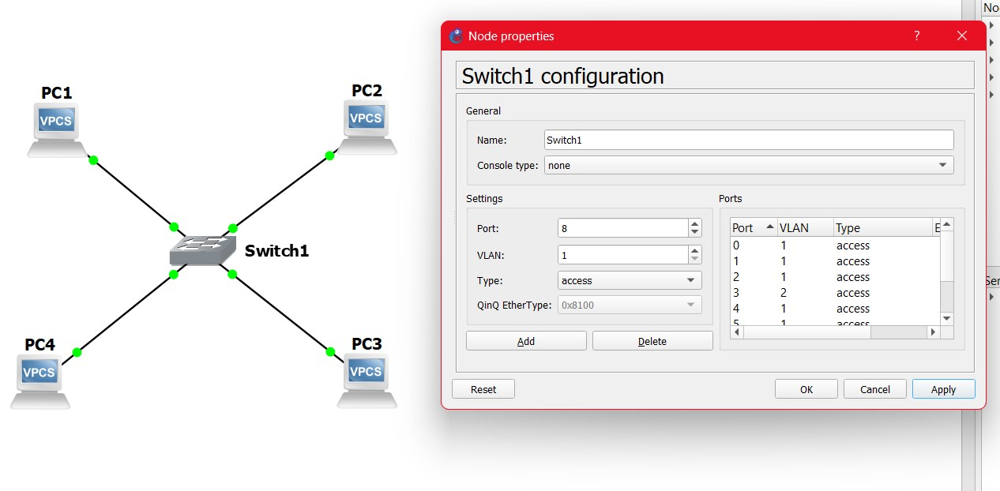 PC1
VPCS
PC2
VPCS
Switch1
PC4
VPCS
PC3
VPCS
Node properties
?
Switch1 configuration
General
Name: Switch1
Console type: none
Settings
Port: 8
VLAN: 1
Type: access
QinQ EtherType: 0x8100
Add Delete
Ports
Port VLAN Type E
0 1 access
1 1 access
2 1 access
3 2 access
4 1 access
5 1 access
Reset OK Cancel Apply
No
Ser